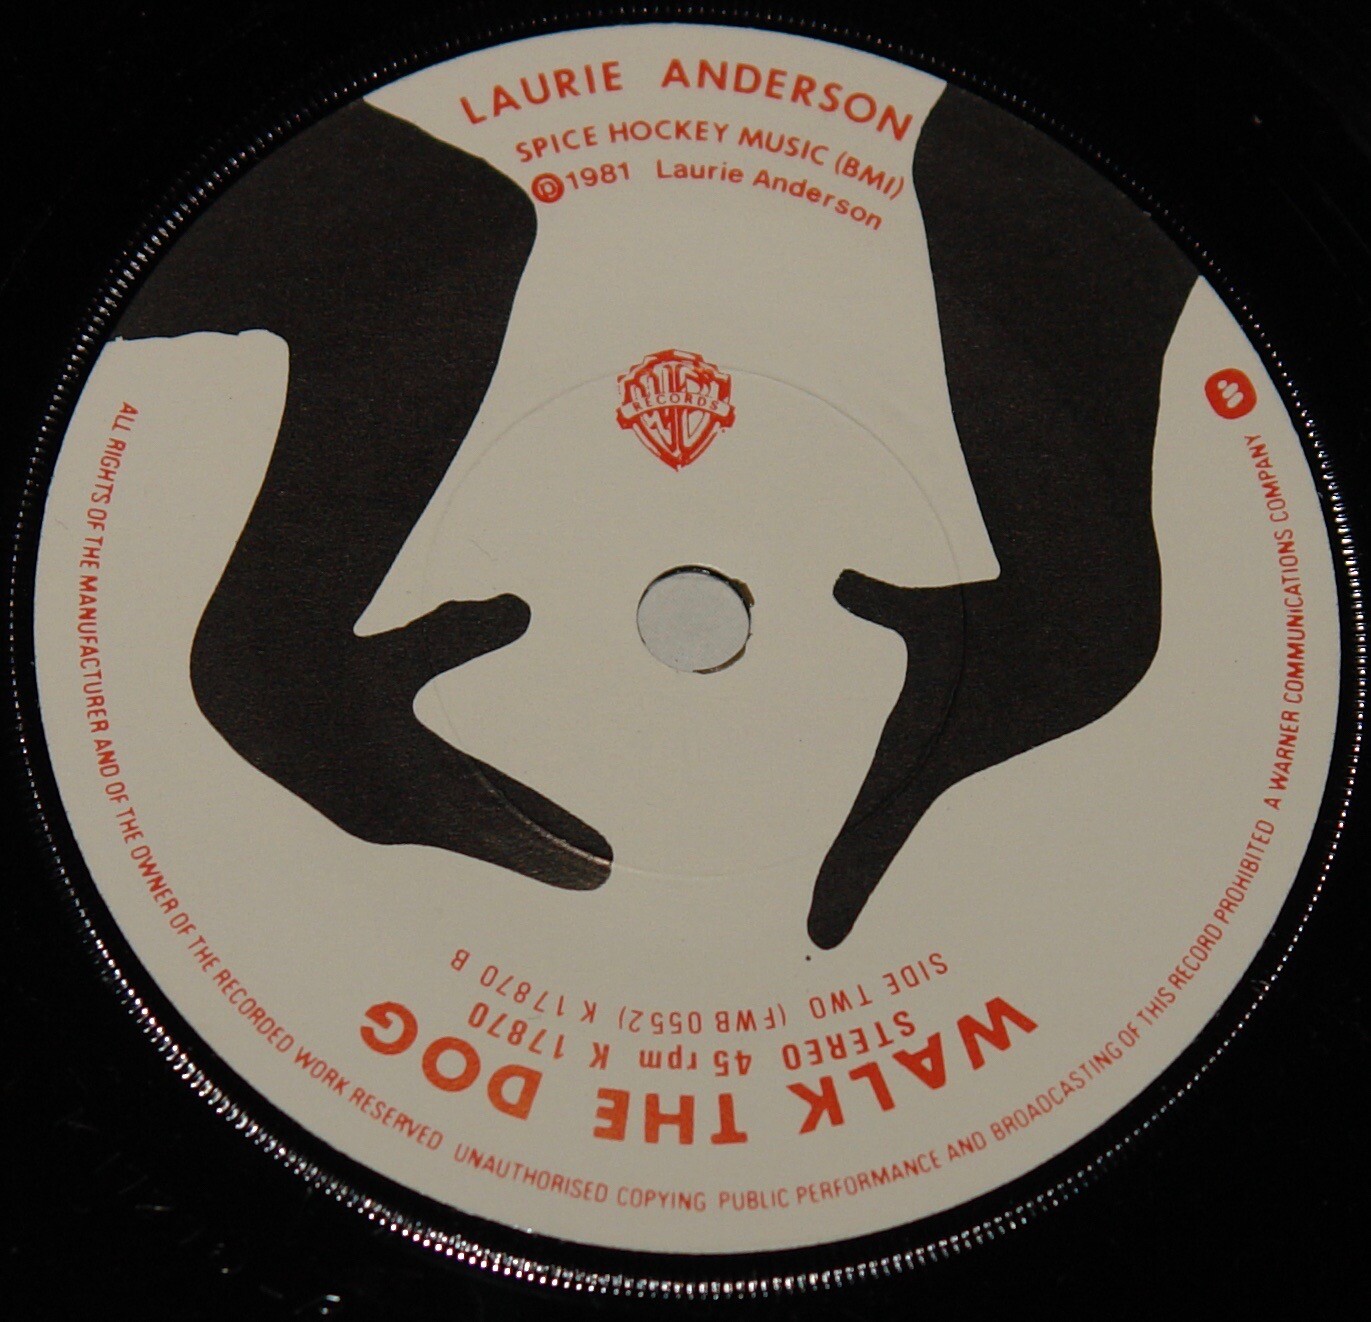 LAURIE ANDERSON
SPICE HOCKEY MUSIC (BMI)
℗1981 Laurie Anderson
RECORDS
SIDE TWO (FWB 0552) K 17870 B
STEREO 45 rpm K 17870
WALK THE DOG
ALL RIGHTS OF THE MANUFACTURER AND OF THE OWNER OF THE RECORDED WORK RESERVED UNAUTHORISED COPYING PUBLIC PERFORMANCE AND BROADCASTING OF THIS RECORD PROHIBITED A WARNER COMMUNICATIONS COMPANY